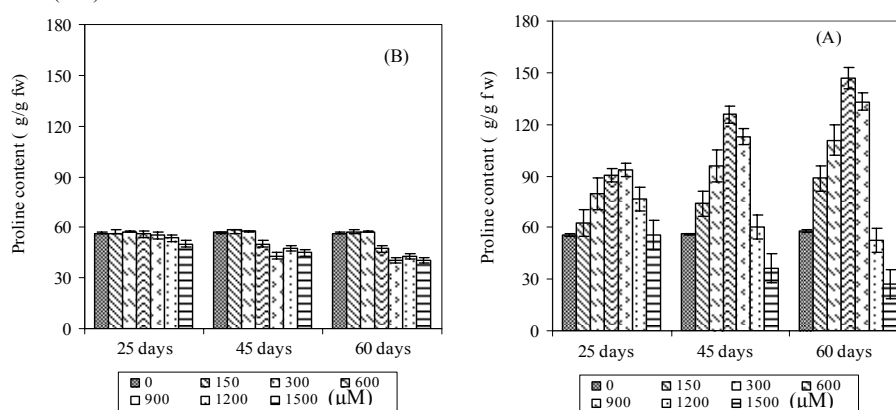 (B)
180
150
120
90
60
30
0
Proline content ( g/g fw)
25 days 45 days 60 days
0 150 300 600
900 1200 1500 (µM)
(A)
180
150
120
90
60
30
0
Proline content ( g/g f w)
25 days 45 days 60 days
0 150 300 600
900 1200 1500 (µM)